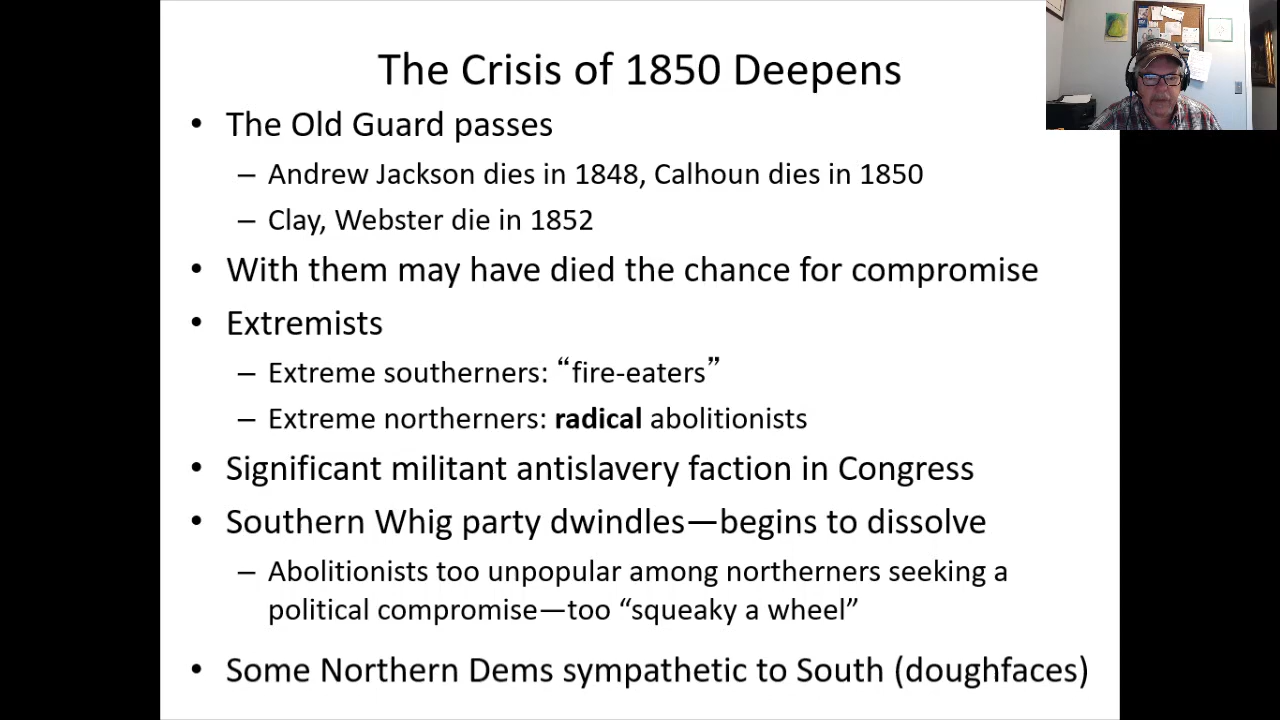 The Crisis of 1850 Deepens
• The Old Guard passes
– Andrew Jackson dies in 1848, Calhoun dies in 1850
– Clay, Webster die in 1852
• With them may have died the chance for compromise
• Extremists
– Extreme southerners: “fire-eaters”
– Extreme northerners: radical abolitionists
• Significant militant antislavery faction in Congress
• Southern Whig party dwindles—begins to dissolve
– Abolitionists too unpopular among northerners seeking a
political compromise—too “squeaky a wheel”
• Some Northern Dems sympathetic to South (doughfaces)